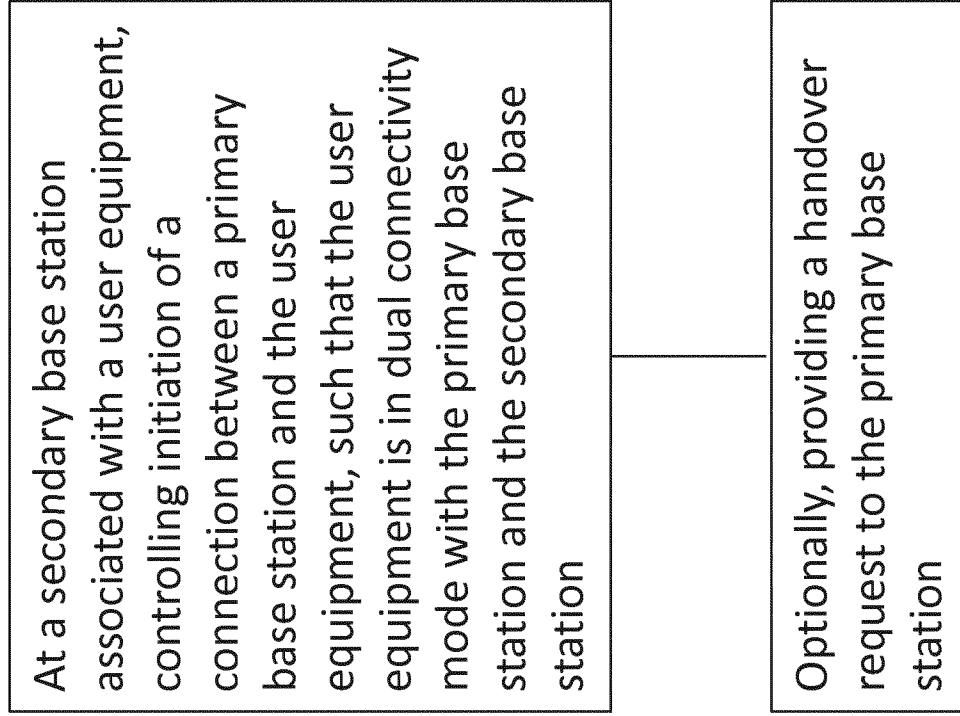 At a secondary base station
associated with a user equipment,
controlling initiation of a
connection between a primary
base station and the user
equipment, such that the user
equipment is in dual connectivity
mode with the primary base
station and the secondary base
station
Optionally, providing a handover
request to the primary base
station